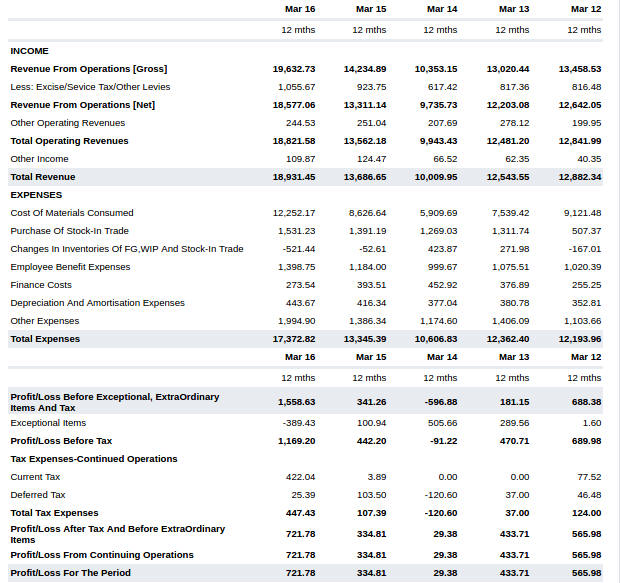 Mar 16 Mar 15 Mar 14 Mar 13 Mar 12
12 mths 12 mths 12 mths 12 mths 12 mths
INCOME
Revenue From Operations [Gross] 19,632.73 14,234.89 10,353.15 13,020.44 13,458.53
Less: Excise/Sevice Tax/Other Levies 1,055.67 923.75 617.42 817.36 816.48
Revenue From Operations [Net] 18,577.06 13,311.14 9,735.73 12,203.08 12,642.05
Other Operating Revenues 244.53 251.04 207.69 278.12 199.95
Total Operating Revenues 18,821.58 13,562.18 9,943.43 12,481.20 12,841.99
Other Income 109.87 124.47 66.52 62.35 40.35
Total Revenue 18,931.45 13,686.65 10,009.95 12,543.55 12,882.34
EXPENSES
Cost Of Materials Consumed 12,252.17 8,626.64 5,909.69 7,539.42 9,121.48
Purchase Of Stock-In Trade 1,531.23 1,391.19 1,269.03 1,311.74 507.37
Changes In Inventories Of FG,WIP And Stock-In Trade -521.44 -52.61 423.87 271.98 -167.01
Employee Benefit Expenses 1,398.75 1,184.00 999.67 1,075.51 1,020.39
Finance Costs 273.54 393.51 452.92 376.89 255.25
Depreciation And Amortisation Expenses 443.67 416.34 377.04 380.78 352.81
Other Expenses 1,994.90 1,386.34 1,174.60 1,406.09 1,103.66
Total Expenses 17,372.82 13,345.39 10,606.83 12,362.40 12,193.96
Mar 16 Mar 15 Mar 14 Mar 13 Mar 12
12 mths 12 mths 12 mths 12 mths 12 mths
Profit/Loss Before Exceptional, ExtraOrdinary
Items And Tax 1,558.63 341.26 -596.88 181.15 688.38
Exceptional Items -389.43 100.94 505.66 289.56 1.60
Profit/Loss Before Tax 1,169.20 442.20 -91.22 470.71 689.98
Tax Expenses-Continued Operations
Current Tax 422.04 3.89 0.00 0.00 77.52
Deferred Tax 25.39 103.50 -120.60 37.00 46.48
Total Tax Expenses 447.43 107.39 -120.60 37.00 124.00
Profit/Loss After Tax And Before ExtraOrdinary
Items 721.78 334.81 29.38 433.71 565.98
Profit/Loss From Continuing Operations 721.78 334.81 29.38 433.71 565.98
Profit/Loss For The Period 721.78 334.81 29.38 433.71 565.98